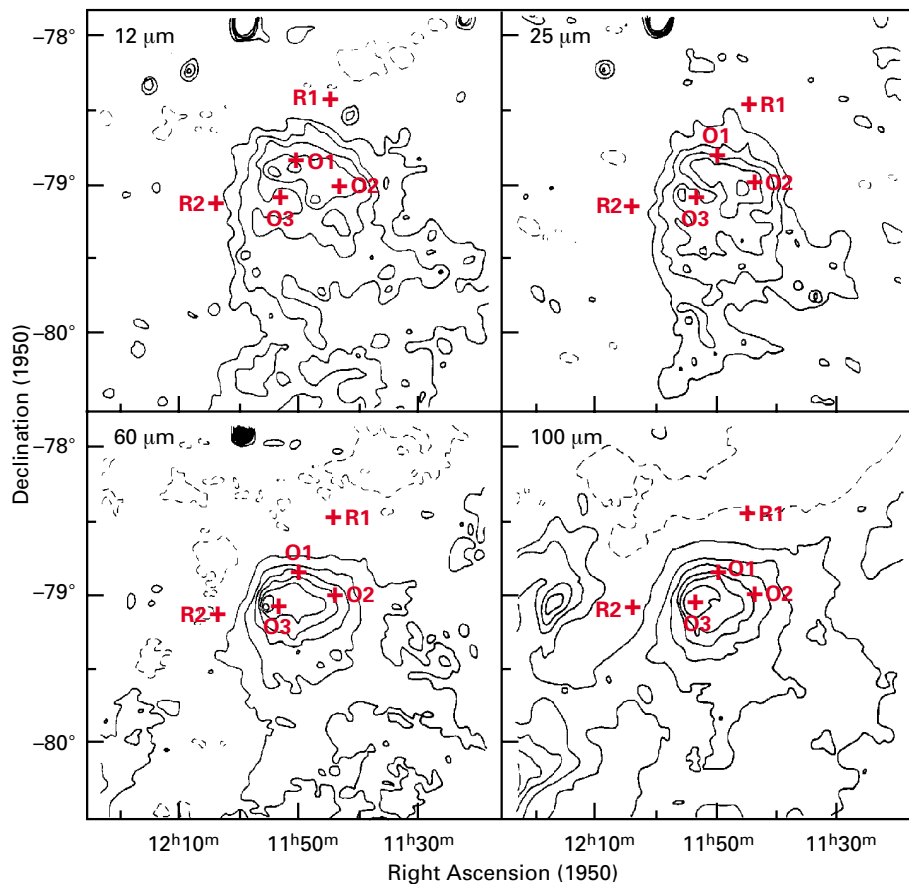 12 μm
25 μm
−78°
R1
R1
O1
O1
O2
O2
−79°
R2
R2
O3
O3
−80°
Declination (1950)
60 μm
100 μm
−78°
R1
R1
O1
O1
O2
O2
−79°
R2
R2
O3
O3
−80°
12h10m 11h50m 11h30m
12h10m 11h50m 11h30m
Right Ascension (1950)